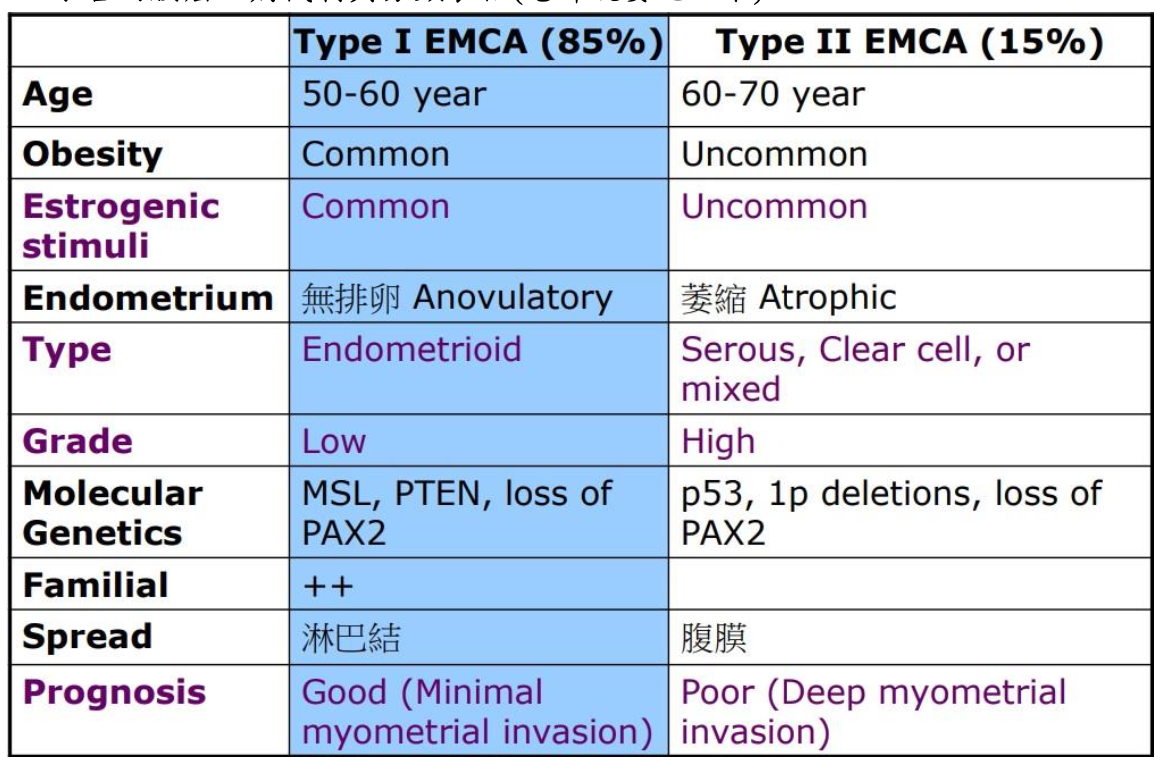 Type I EMCA (85%) Type II EMCA (15%)
Age 50-60 year 60-70 year
Obesity Common Uncommon
Estrogenic stimuli Common Uncommon
Endometrium 無排卵 Anovulatory 萎縮 Atrophic
Type Endometrioid Serous, Clear cell, or mixed
Grade Low High
Molecular Genetics MSL, PTEN, loss of PAX2 p53, 1p deletions, loss of PAX2
Familial ++
Spread 淋巴結 腹膜
Prognosis Good (Minimal myometrial invasion) Poor (Deep myometrial invasion)